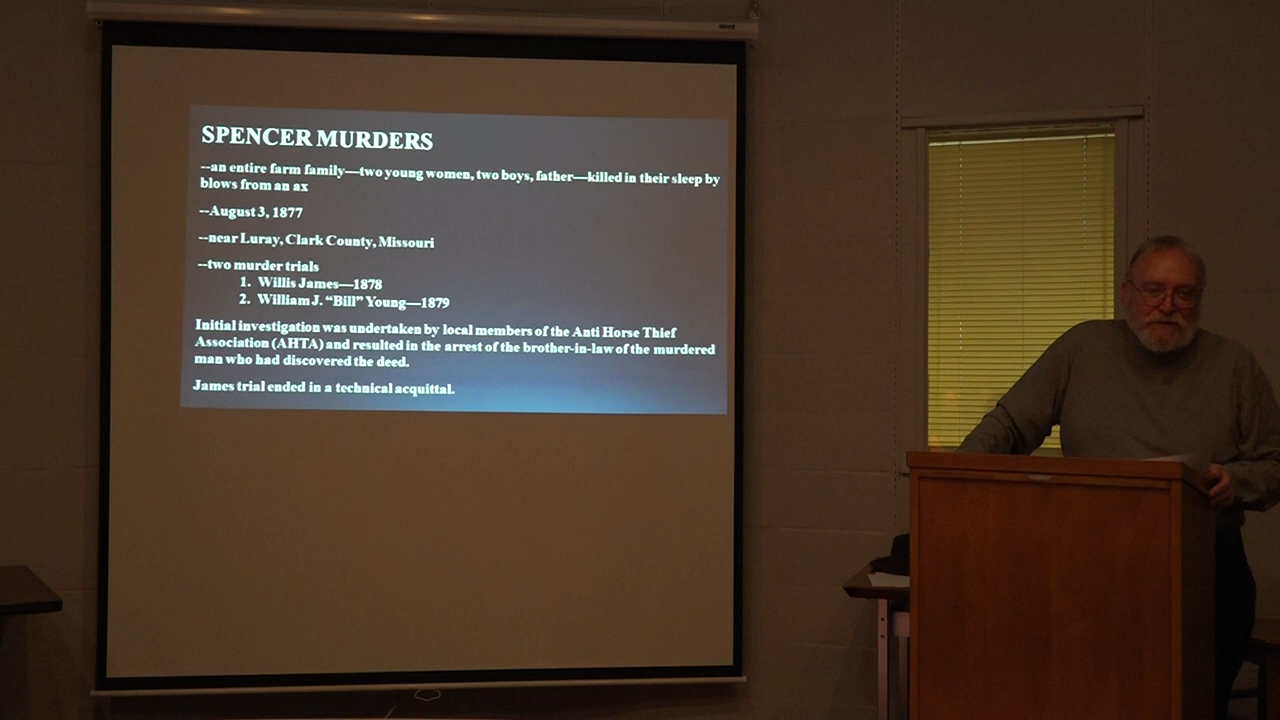 SPENCER MURDERS
--an entire farm family—two young women, two boys, father—killed in their sleep by
blows from an ax
--August 3, 1877
--near Luray, Clark County, Missouri
--two murder trials
1. Willis James—1878
2. William J. “Bill” Young—1879
Initial investigation was undertaken by local members of the Anti Horse Thief
Association (AHTA) and resulted in the arrest of the brother-in-law of the murdered
man who had discovered the deed.
James trial ended in a technical acquittal.